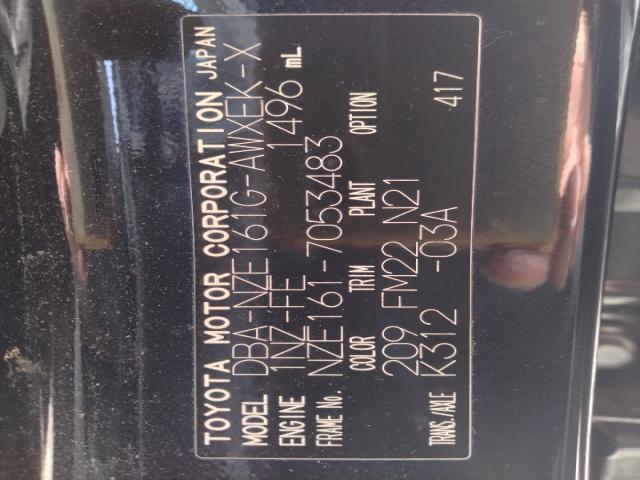 TOYOTA MOTOR CORPORATION JAPAN
MODEL DBA-NZE161G-AWXEK-X
ENGINE 1NZ-FE 1496 mL
FRAME No. NZE161-7053483
COLOR TRIM PLANT OPTION
209 FM22 N21
TRANS./AXLE K312 -03A 417